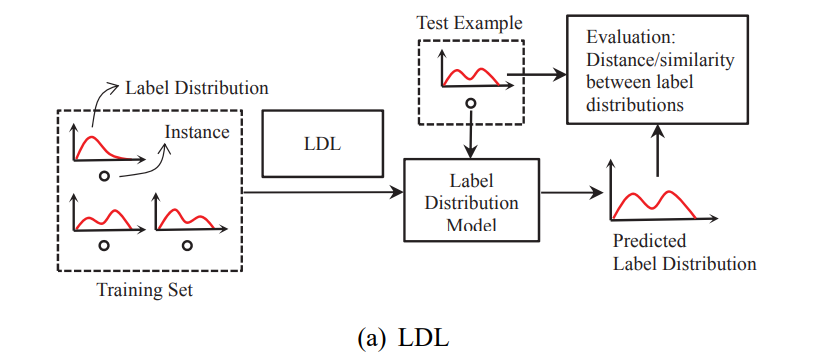 Test Example
Evaluation:
Distance/similarity
between label
distributions
Label Distribution
Instance
LDL
Label
Distribution
Model
Predicted
Label Distribution
Training Set
(a) LDL